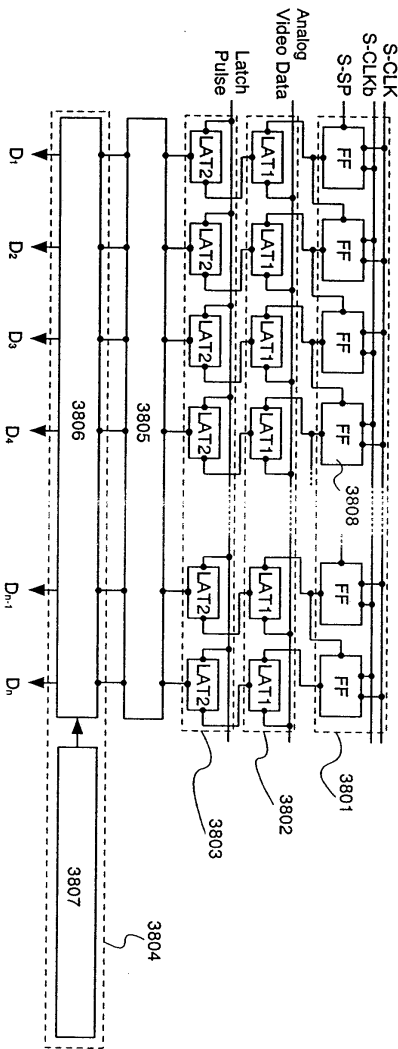 S-CLK
S-CLKb
S-SP
FF FF FF FF FF FF
3808
3801
Analog
Video Data
LAT1 LAT1 LAT1 LAT1 LAT1 LAT1
3802
Latch
Pulse
LAT2 LAT2 LAT2 LAT2 LAT2 LAT2
3803
3805
3806
3807
3804
D1 D2 D3 D4 Dn-1 Dn